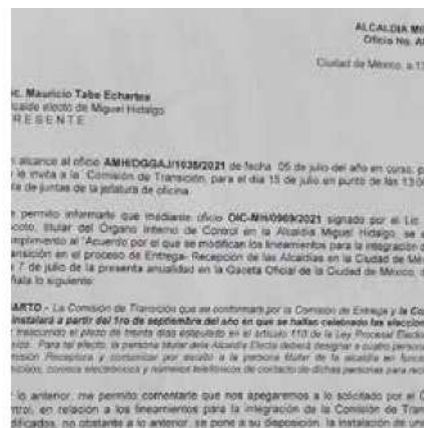 ALCALDIA MI
Oficio No. A
Ciudad de México, a 13
c. Mauricio Tabe Echartea
lcalde electo de Miguel Hidalgo
R E S E N T E
alcance al oficio AMH/DGGAJ/1035/2021 de fecha 05 de julio del año en curso, p
le invita a la Comisión de Transición, para el día 15 de julio en punto de las 13:0
a de juntas de la jefatura de oficina.
permito informarle que mediante oficio OIC-MH/0969/2021 signado por el Lic
titular del Órgano Interno de Control en la Alcaldía Miguel Hidalgo, se
mplimiento al "Acuerdo por el que se modifican los lineamientos para la integración d
ansición en el proceso de Entrega- Recepción de las Alcaldías en la Ciudad de Mé
7 de julio de la presente anualidad en la Gaceta Oficial de la Ciudad de México,
ñala lo siguiente:
ARTO - La Comisión de Transición que se conformará por la Comisión de Entrega y la Co
instalará a partir del 1ro de septiembre del año en que se hallan celebrado las eleccion
trascurrido el plazo de treinta días estipulado en el artículo 110 de la Ley Procesal Elect
Para tal efecto, la persona titular de la Alcaldía Electa deberá designar a cuatro person
misión Receptora y comunicar por escrito a la persona titular de la alcaldía en func
correos electrónicos y números telefónicos de contacto de dichas personas para rec
lo anterior, me permito comentarle que nos apegaremos a lo solicitado por el Ó
ntrol, en relación a los lineamientos para la integración de la Comisión de Tran
dificados, no obstante a lo anterior, se pone a su disposición, la instalación de un